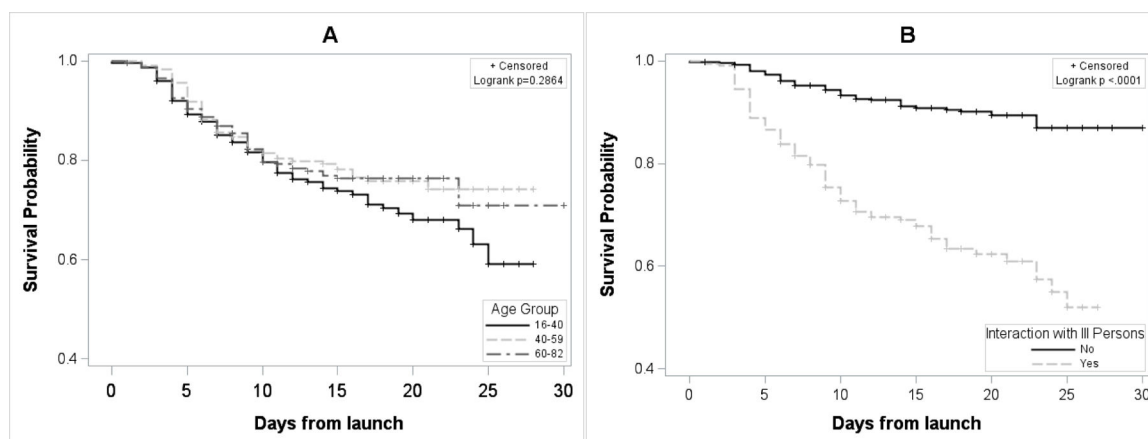 A
+ Censored
Logrank p=0.2864
Survival Probability
1.0
0.8
0.6
0.4
Age Group
16-40
40-59
60-82
0 5 10 15 20 25 30
Days from launch
B
+ Censored
Logrank p <.0001
Survival Probability
1.0
0.8
0.6
0.4
Interaction with Ill Persons
No
Yes
0 5 10 15 20 25 30
Days from launch